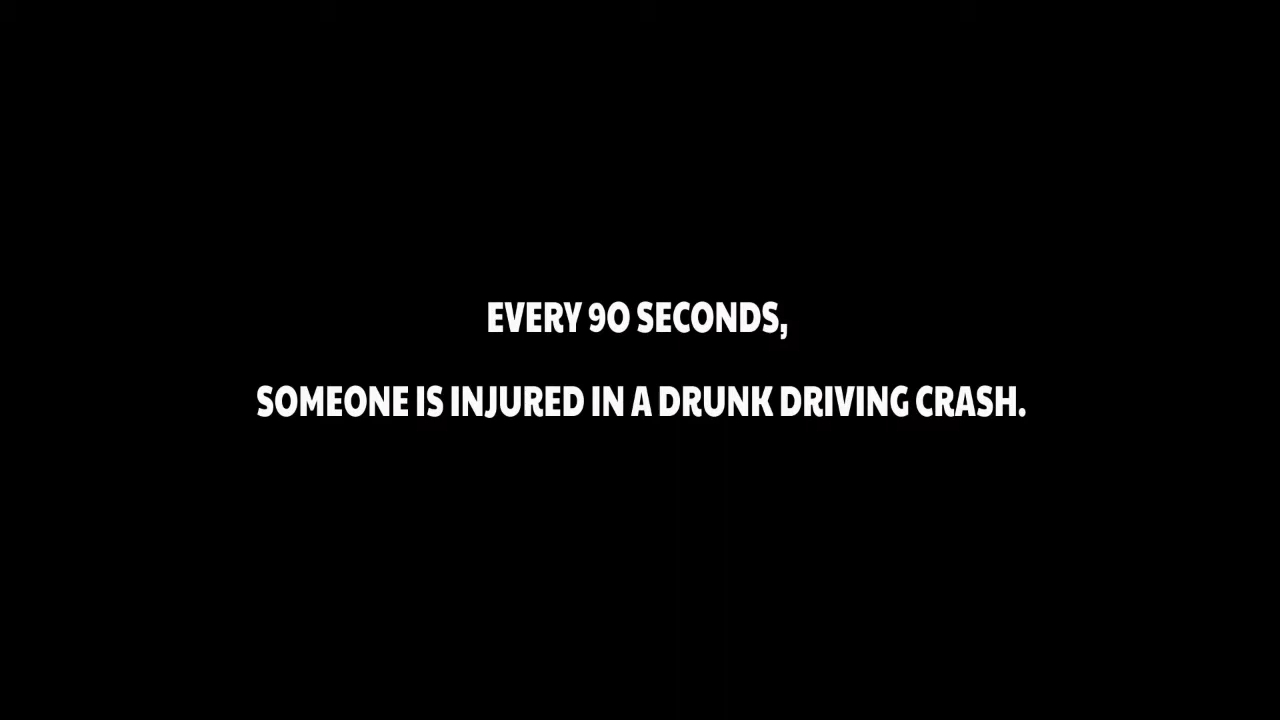 EVERY 90 SECONDS,
SOMEONE IS INJURED IN A DRUNK DRIVING CRASH.